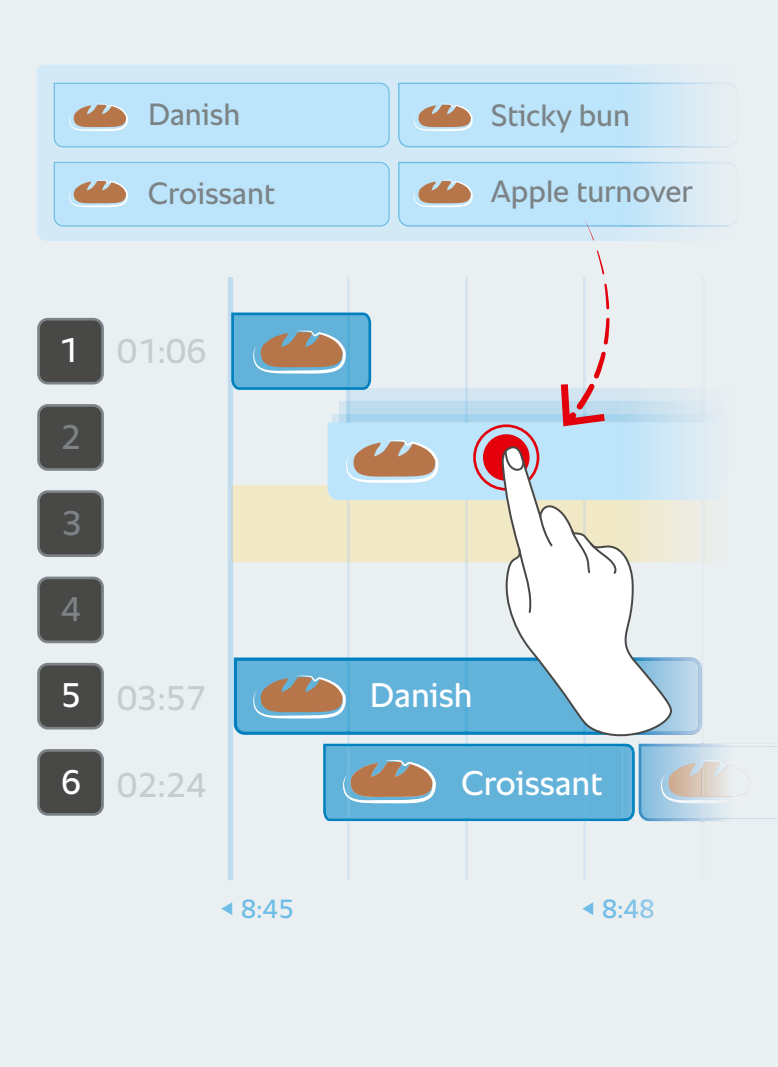 Danish
Sticky bun
Croissant
Apple turnover
1 01:06
2
3
4
5 03:57 Danish
6 02:24 Croissant
8:45 8:48